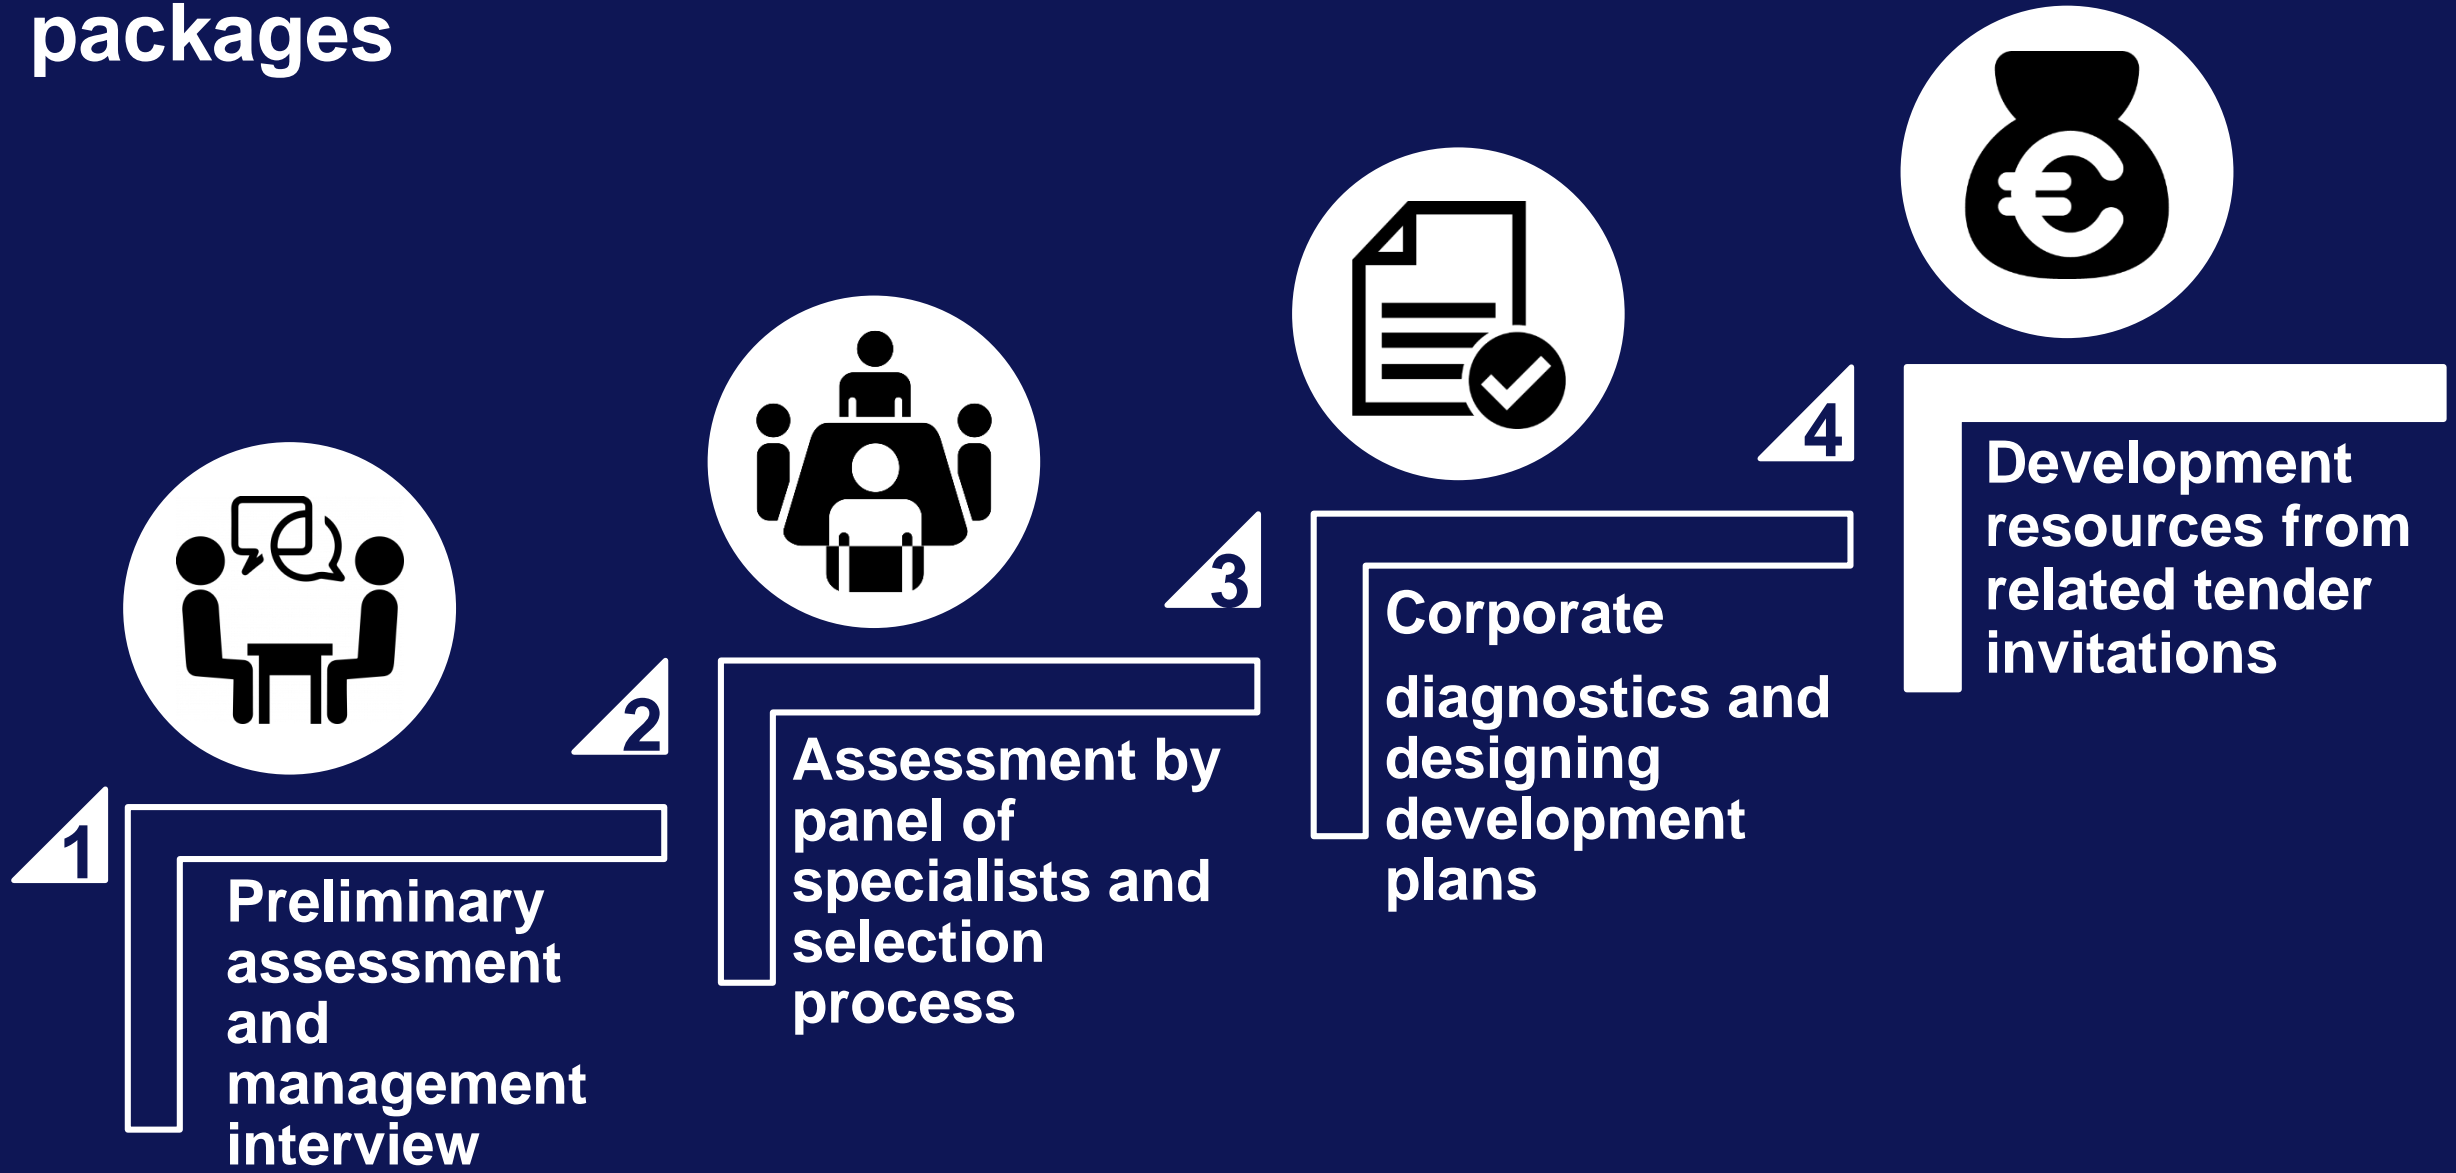 packages
1
Preliminary
assessment
and
management
interview
2
Assessment by
panel of
specialists and
selection
process
3
Corporate
diagnostics and
designing
development
plans
4
Development
resources from
related tender
invitations